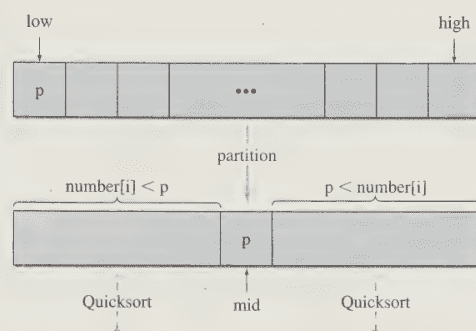 low high
p •••
partition
number[i] < p p < number[i]
p
Quicksort mid Quicksort